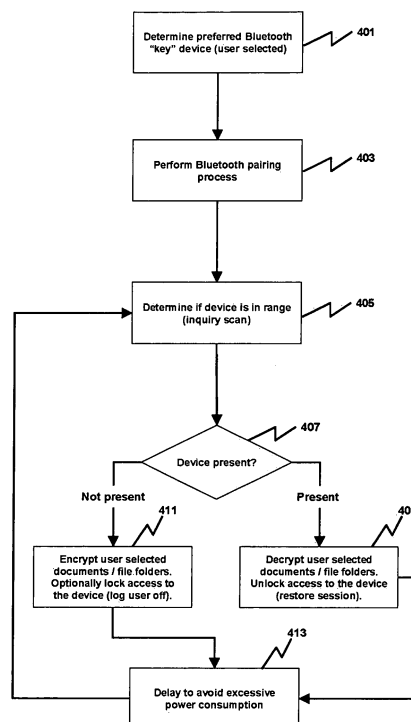 Determine preferred Bluetooth
"key" device (user selected)
401
Perform Bluetooth pairing
process
403
Determine if device is in range
(inquiry scan)
405
407
Device present?
Not present
Present
411
Encrypt user selected
documents / file folders.
Optionally lock access to
the device (log user off).
Decrypt user selected
documents / file folders.
Unlock access to the device
(restore session).
413
Delay to avoid excessive
power consumption